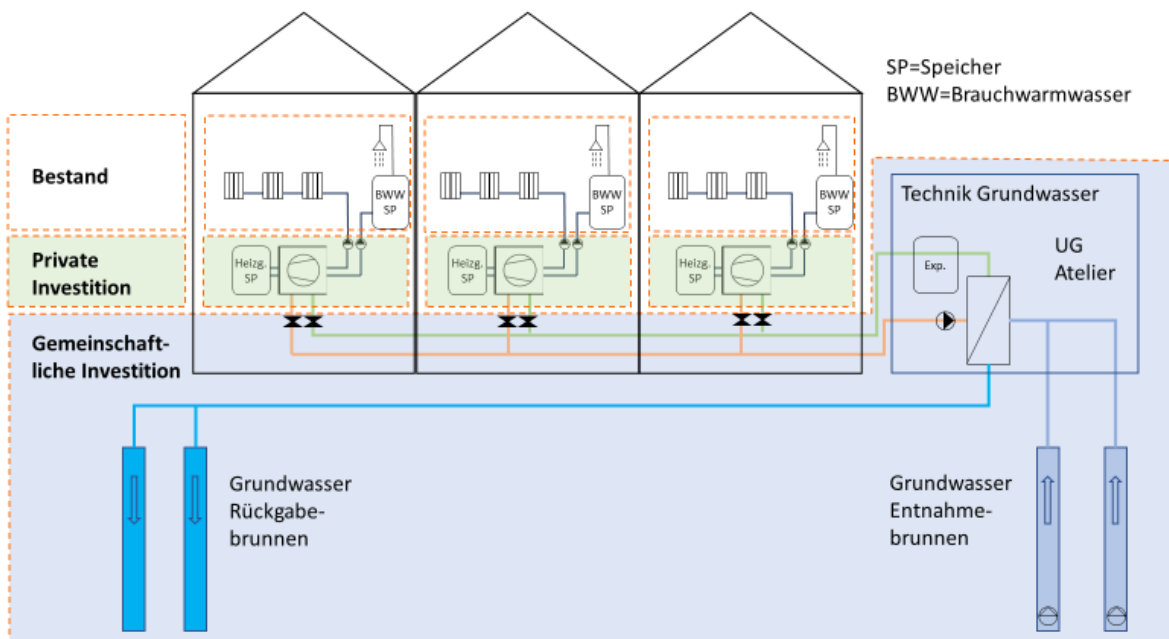 SP=Speicher
BWW=Brauchwarmwasser
Bestand
BWW
SP
BWW
SP
BWW
SP
Technik Grundwasser
UG
Atelier
Exp.
Private
Investition
Heizg.
SP
Heizg.
SP
Heizg.
SP
Gemeinschaft-
liche Investition
Grundwasser
Rückgabe-
brunnen
Grundwasser
Entnahme-
brunnen